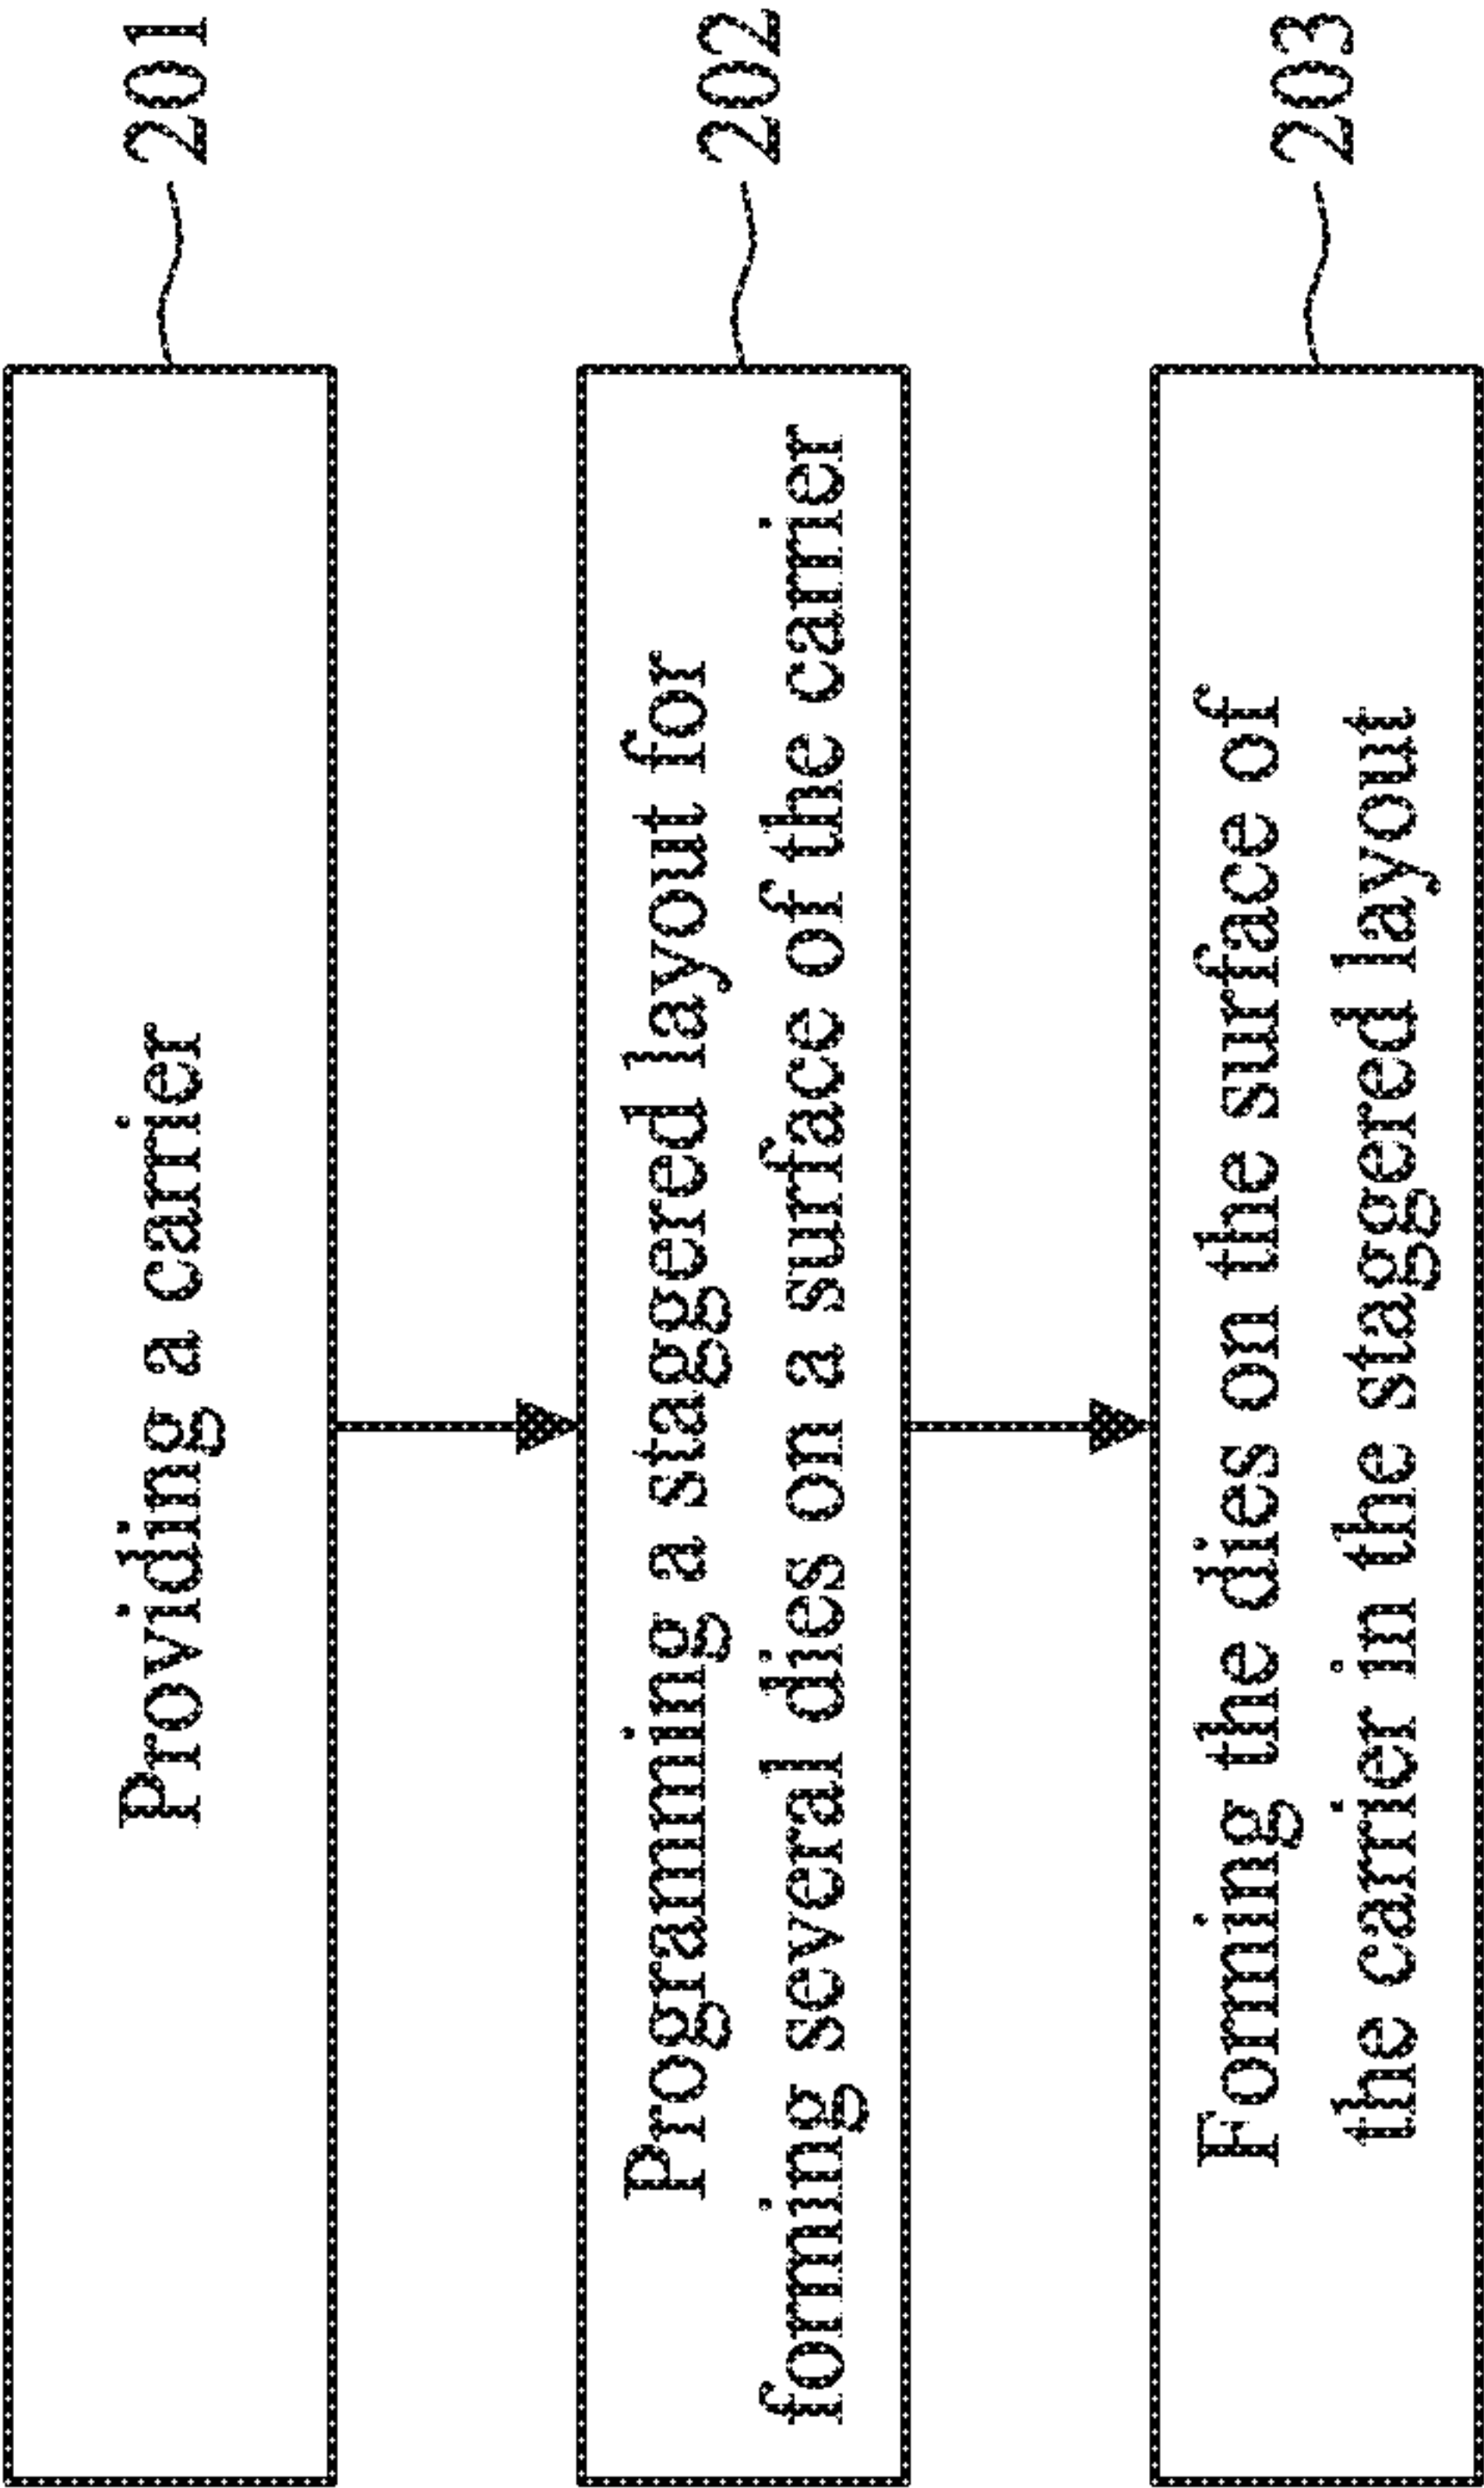 Providing a carrier
201
Programming a staggered layout for
forming several dies on a surface of the carrier
202
Forming the dies on the surface of
the carrier in the staggered layout
203